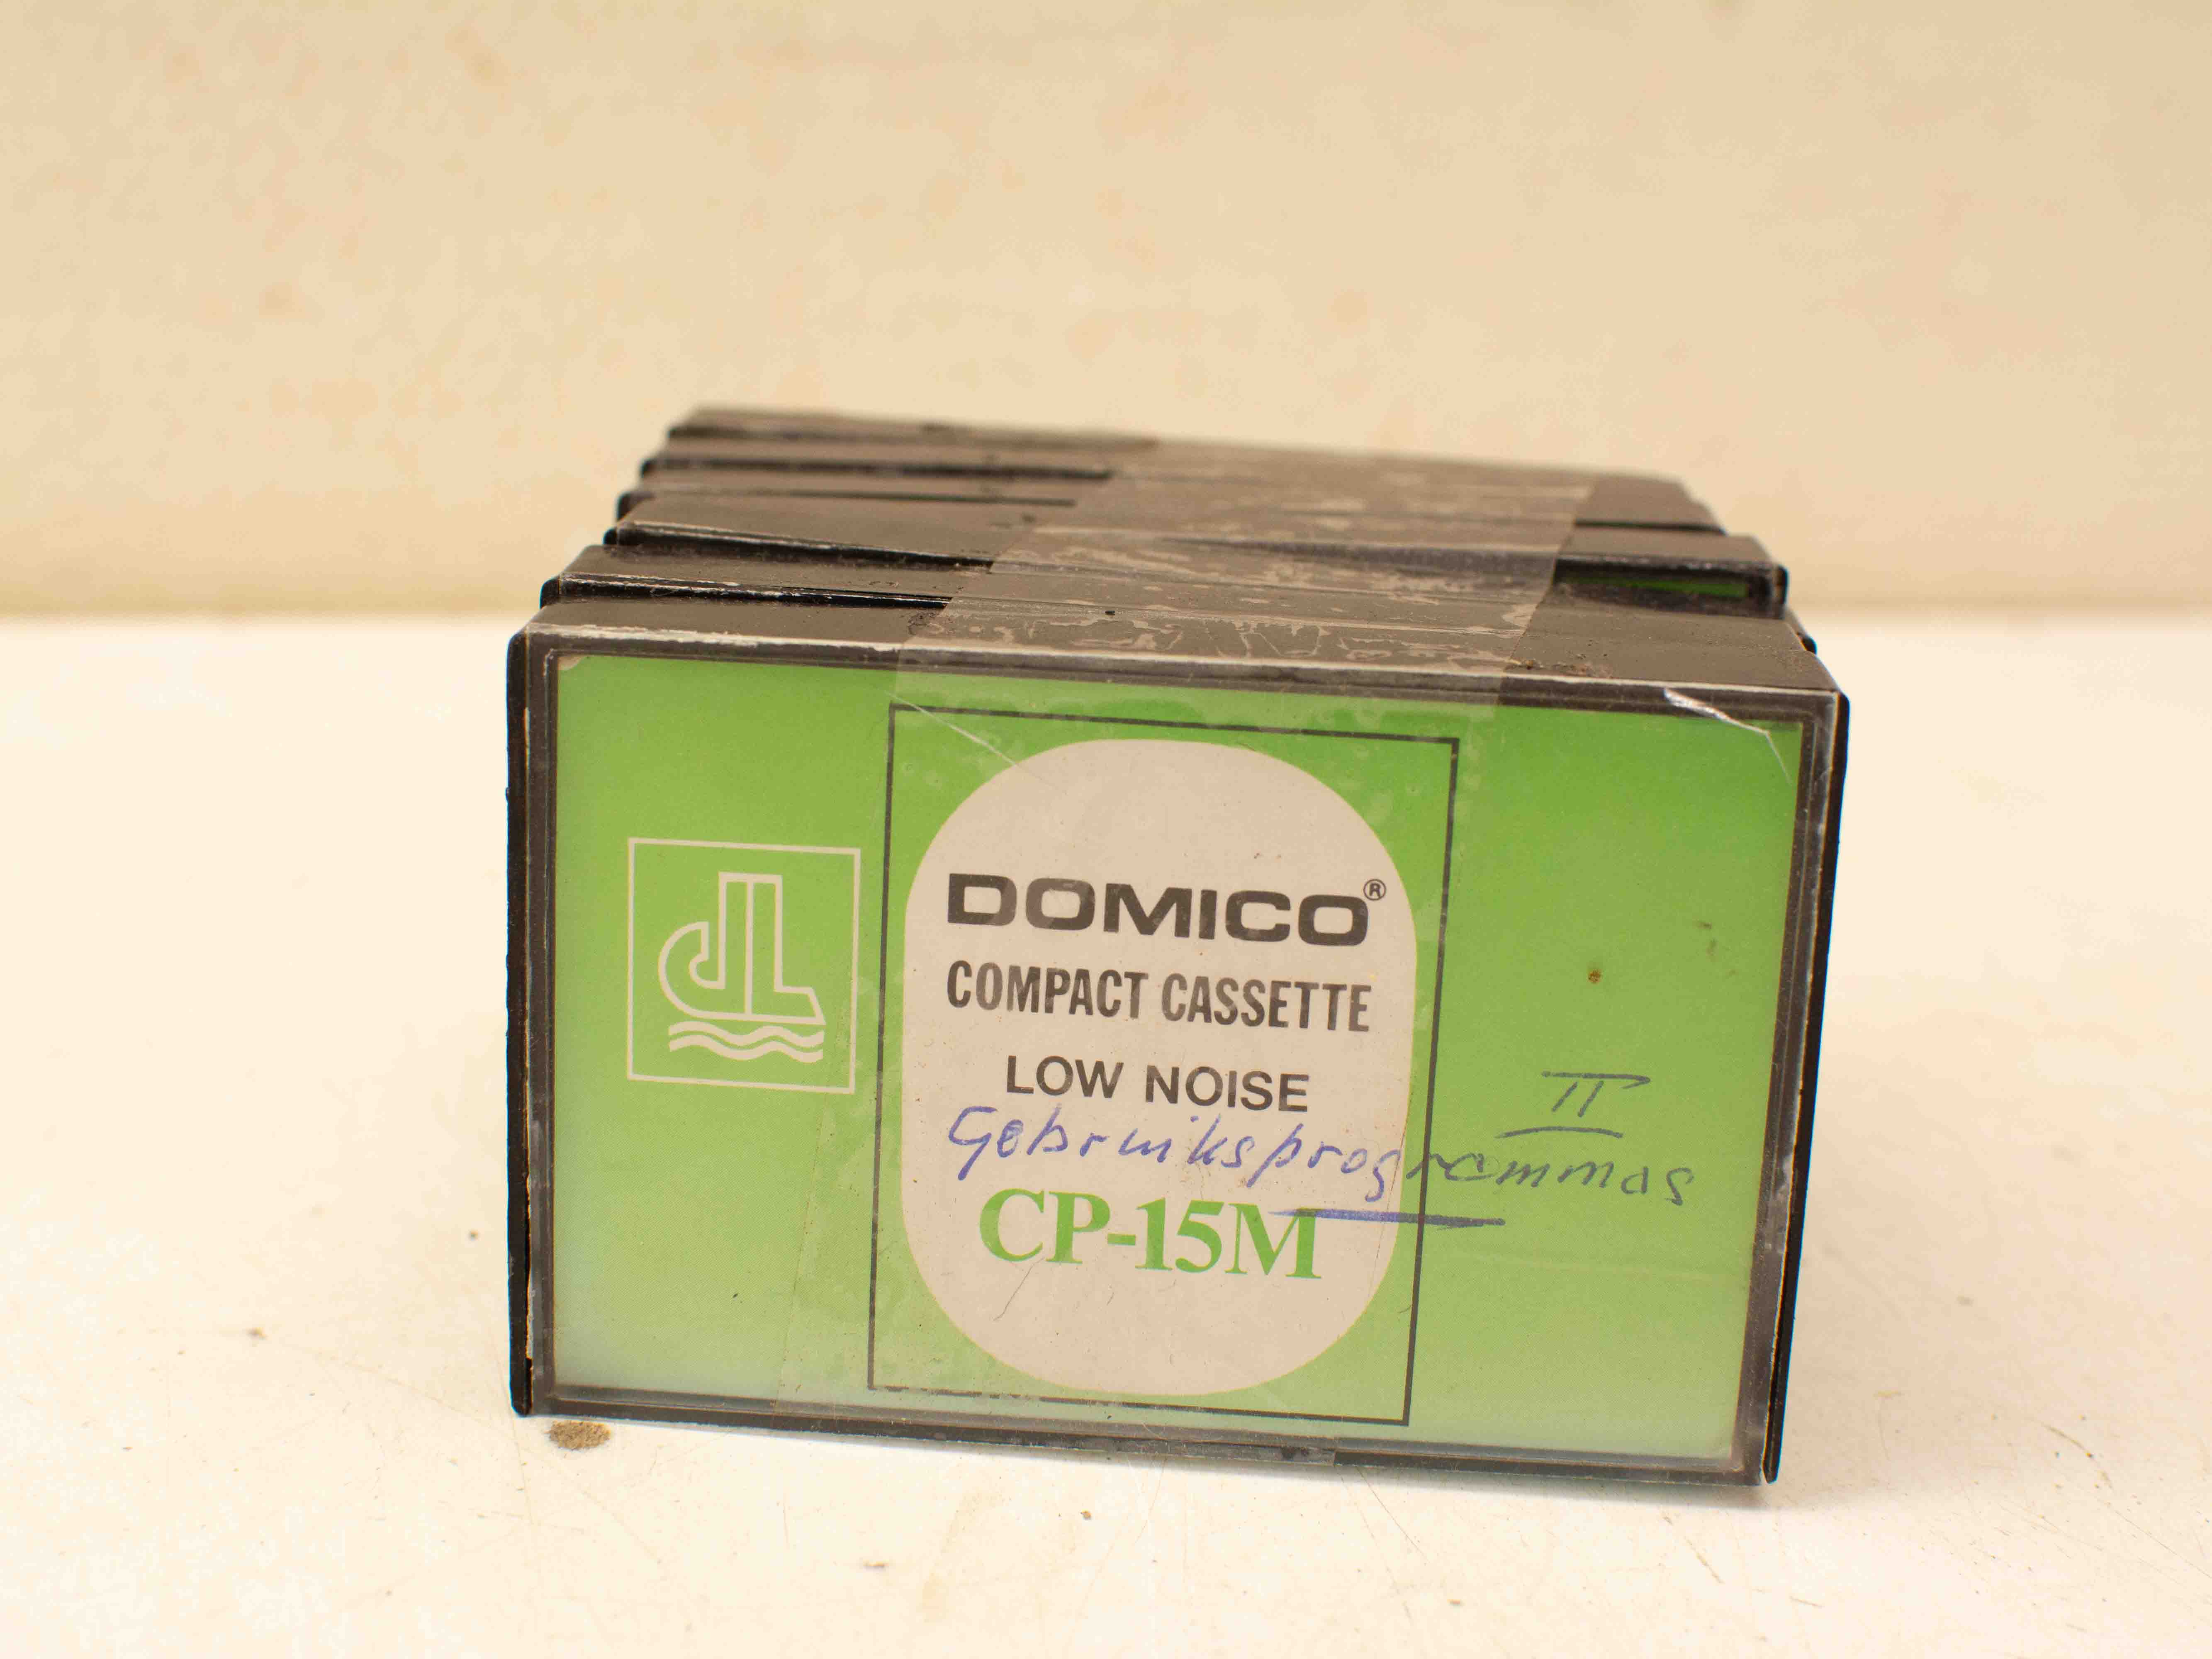 DOMICO®
COMPACT CASSETTE
LOW NOISE
II
Gebruiksprogrammas
CP-15M